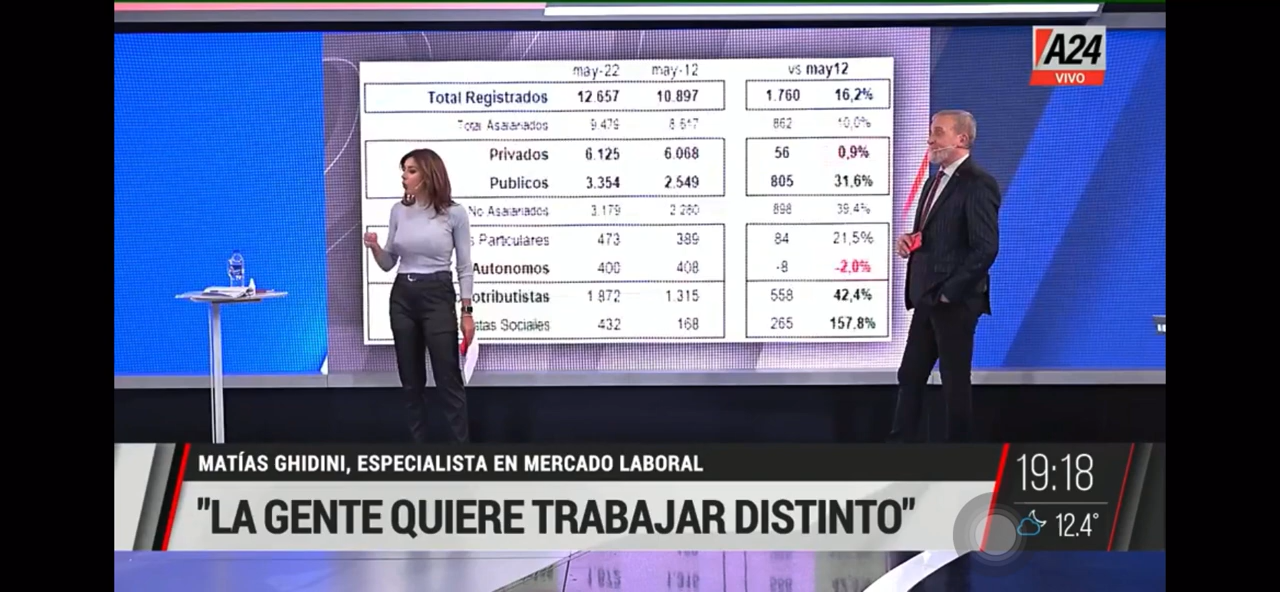 may-22 may-12 vs may12
Total Registrados 12.657 10.897 1.760 16,2%
Total Asalariados 9.479 8.617 862 10,0%
Privados 6.125 6.068 56 0,9%
Publicos 3.354 2.549 805 31,6%
No Asalariados 3.179 2.280 898 39,4%
s Particulares 473 389 84 21,5%
Autonomos 400 408 -8 -2,0%
otributistas 1.872 1.315 558 42,4%
stas Sociales 432 168 265 157,8%
A24
VIVO
MATÍAS GHIDINI, ESPECIALISTA EN MERCADO LABORAL
"LA GENTE QUIERE TRABAJAR DISTINTO"
19:18
12.4°